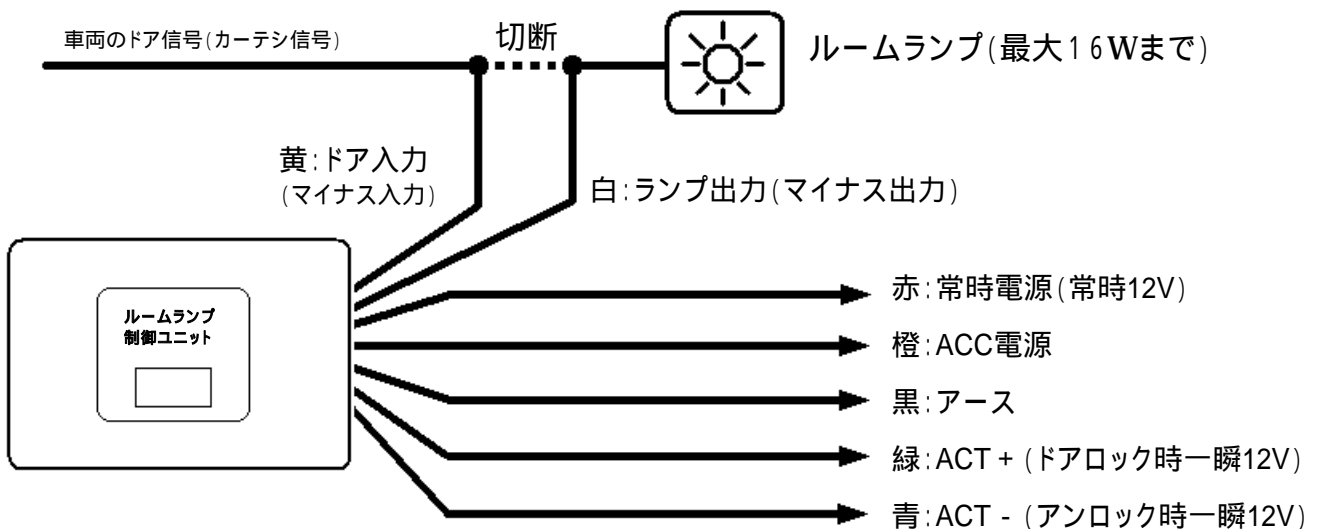 車両のドア信号(カーテシ信号)
切断
ルームランプ(最大16Wまで)
黄:ドア入力
(マイナス入力)
白:ランプ出力(マイナス出力)
ルームランプ
制御ユニット
赤:常時電源(常時12V)
橙:ACC電源
黒:アース
緑:ACT+(ドアロック時一瞬12V)
青:ACT-(アンロック時一瞬12V)